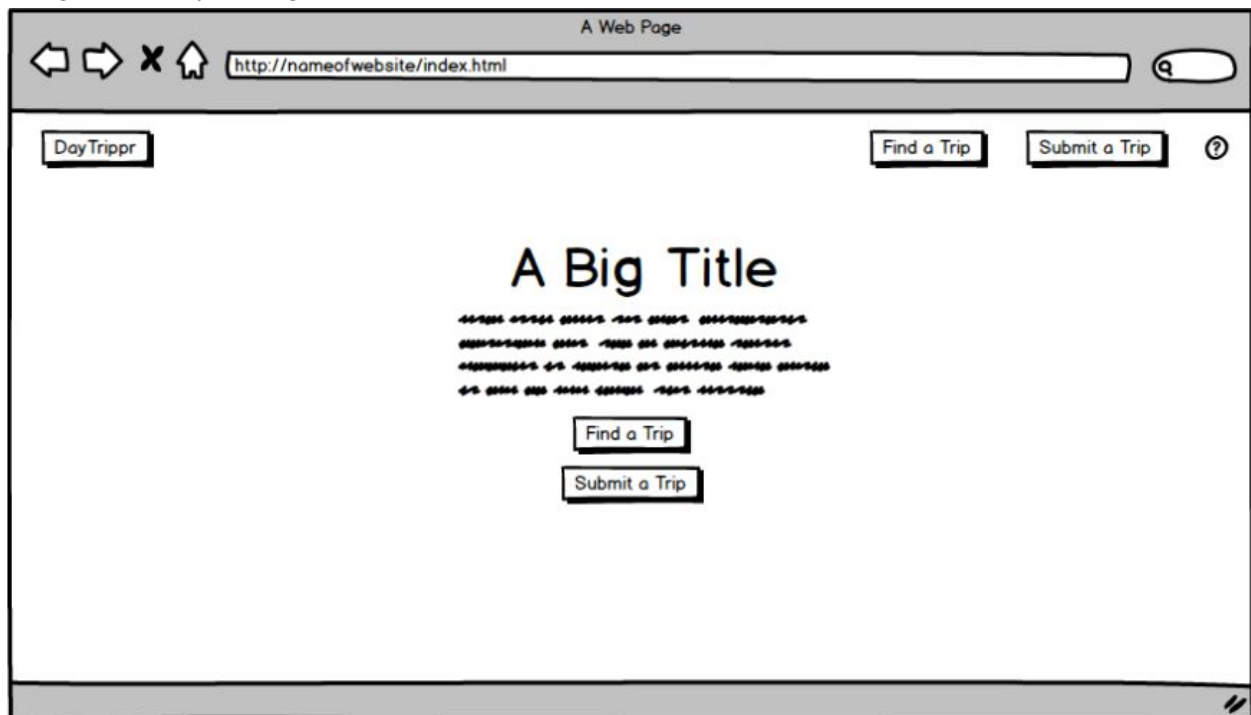 A Web Page
http://nameofwebsite/index.html
DayTrippr
Find a Trip
Submit a Trip
?
A Big Title
Find a Trip
Submit a Trip